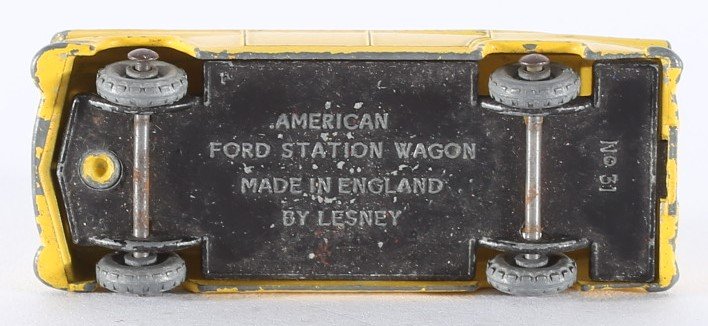 AMERICAN
FORD STATION WAGON
MADE IN ENGLAND
BY LESNEY
No 31